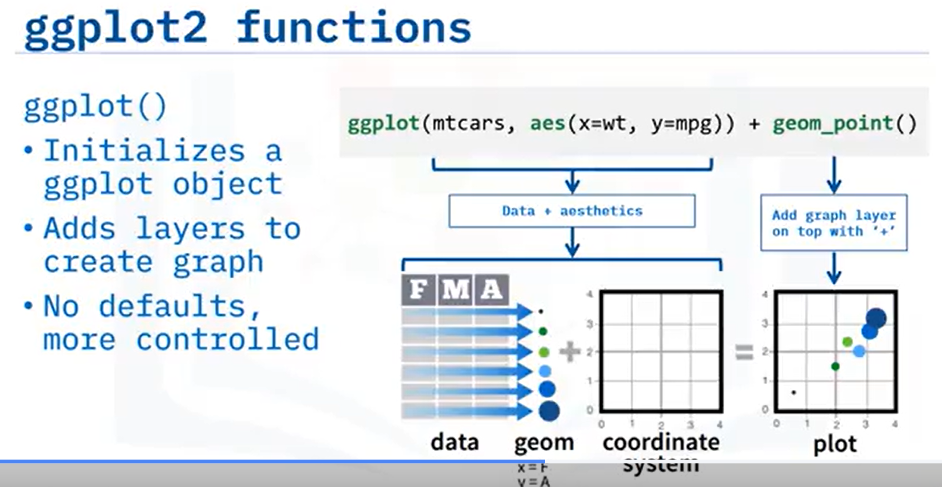 ggplot2 functions
ggplot()
• Initializes a
ggplot object
• Adds layers to
create graph
• No defaults,
more controlled
ggplot(mtcars, aes(x=wt, y=mpg)) + geom_point()
Data + aesthetics
Add graph layer
on top with ‘+’
F M A
+
=
4
3
2
1
0
0 1 2 3 4
4
3
2
1
0
0 1 2 3 4
data
geom
coordinate
system
plot
x = F
y = A